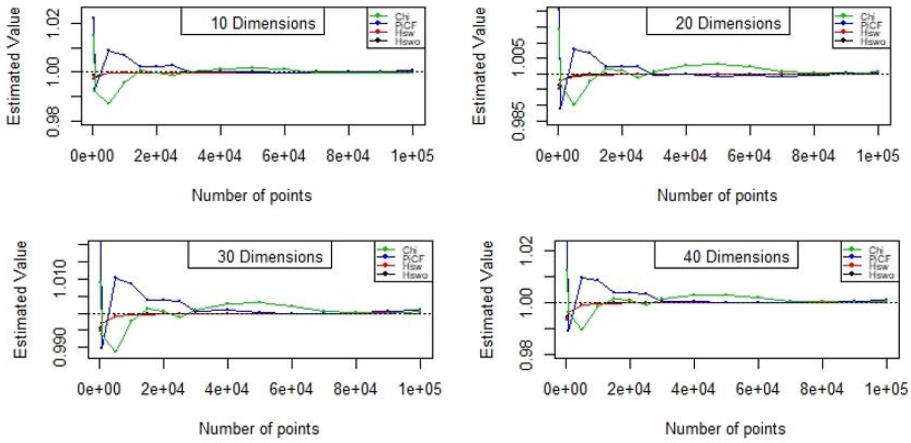 10 Dimensions
Chi
PiCF
Hsw
Hswo
Estimated Value
1.02
1.00
0.98
0e+00 2e+04 4e+04 6e+04 8e+04 1e+05
Number of points
20 Dimensions
Chi
PiCF
Hsw
Hswo
Estimated Value
1.005
0.985
0e+00 2e+04 4e+04 6e+04 8e+04 1e+05
Number of points
30 Dimensions
Chi
PiCF
Hsw
Hswo
Estimated Value
1.010
0.990
0e+00 2e+04 4e+04 6e+04 8e+04 1e+05
Number of points
40 Dimensions
Chi
PiCF
Hsw
Hswo
Estimated Value
1.02
1.00
0.98
0e+00 2e+04 4e+04 6e+04 8e+04 1e+05
Number of points